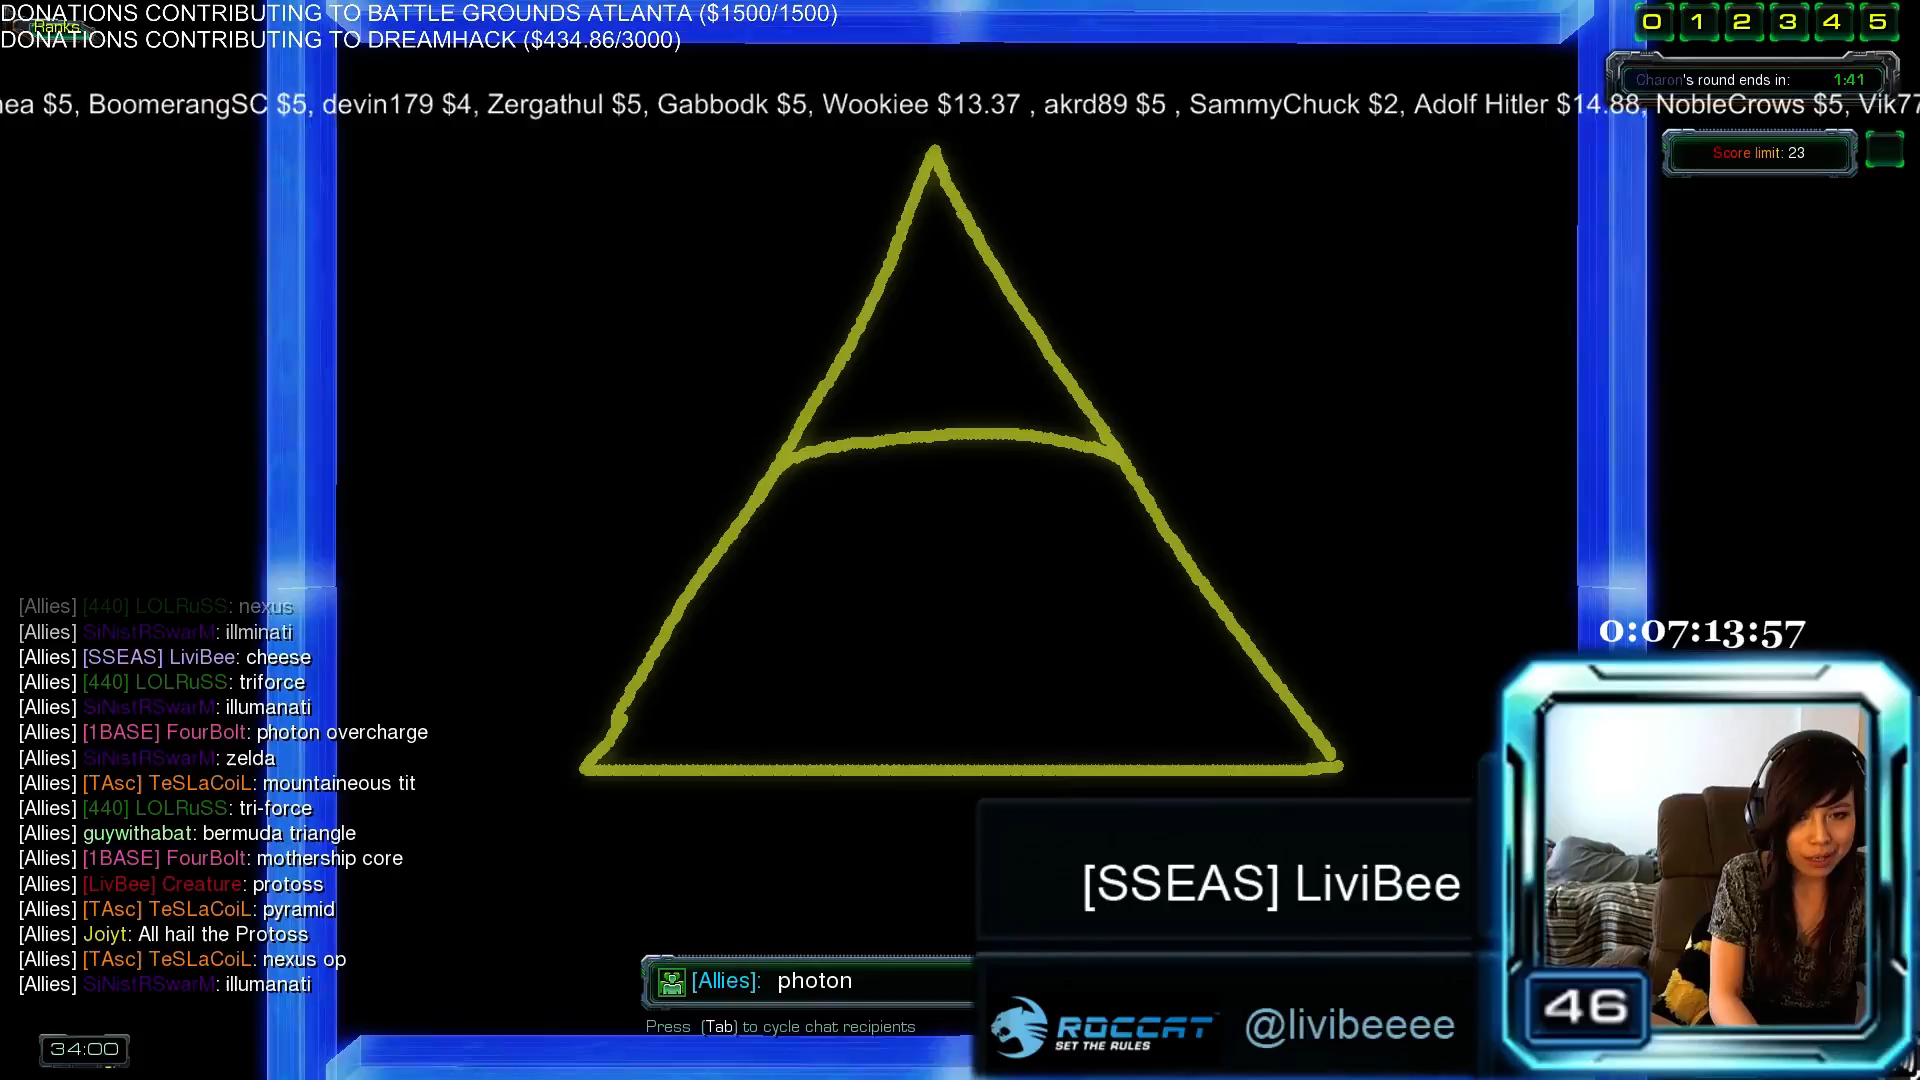 DONATIONS CONTRIBUTING TO BATTLE GROUNDS ATLANTA ($1500/1500)
Ranks
DONATIONS CONTRIBUTING TO DREAMHACK ($434.86/3000)
0 1 2 3 4 5
Charon's round ends in: 1:41
nea $5, BoomerangSC $5, devin179 $4, Zergathul $5, Gabbodk $5, Wookiee $13.37 , akrd89 $5 , SammyChuck $2, Adolf Hitler $14.88, NobleCrows $5, Vik77
Score limit: 23
[Allies] [440] LOLRuSS: nexus
[Allies] SiNistRSwarM: illminati
[Allies] [SSEAS] LiviBee: cheese
[Allies] [440] LOLRuSS: triforce
[Allies] SiNistRSwarM: illumanati
[Allies] [1BASE] FourBolt: photon overcharge
[Allies] SiNistRSwarM: zelda
[Allies] [TAsc] TeSLaCoiL: mountaineous tit
[Allies] [440] LOLRuSS: tri-force
[Allies] guywithabat: bermuda triangle
[Allies] [1BASE] FourBolt: mothership core
[Allies] [LivBee] Creature: protoss
[Allies] [TAsc] TeSLaCoiL: pyramid
[Allies] Joiyt: All hail the Protoss
[Allies] [TAsc] TeSLaCoiL: nexus op
[Allies] SiNistRSwarM: illumanati
0:07:13:57
[SSEAS] LiviBee
[Allies]: photon
Press (Tab) to cycle chat recipients
ROCCAT
SET THE RULES
@livibeeee
46
34:00